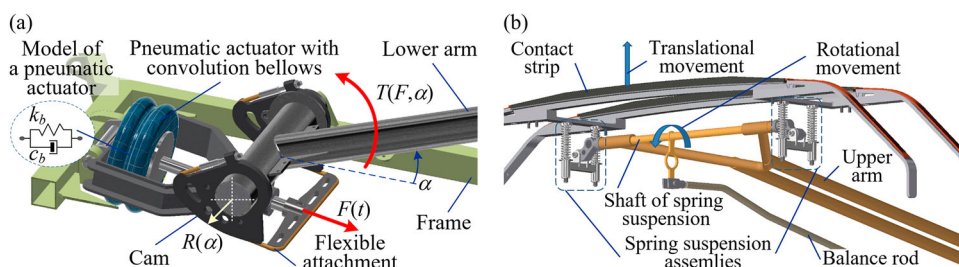 (a)
Model of
a pneumatic
actuator
k_b
c_b
Pneumatic actuator with
convolution bellows
Lower arm
T(F,α)
α
F(t)
Frame
R(α)
Cam
Flexible
attachment
(b)
Contact
strip
Translational
movement
Rotational
movement
Upper
arm
Shaft of spring
suspension
Spring suspension
assemlies
Balance rod